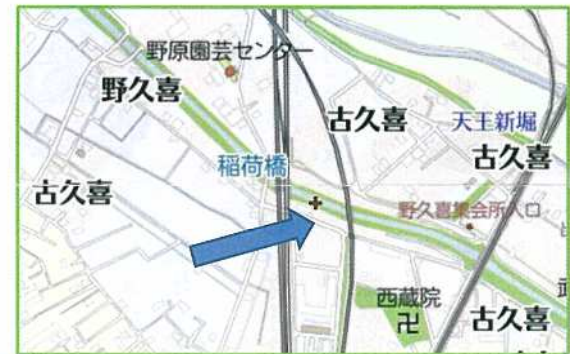 野原園芸センター
野久喜
古久喜
天王新堀
古久喜
稲荷橋
古久喜
野久喜集会所入口
西蔵院
卍
古久喜